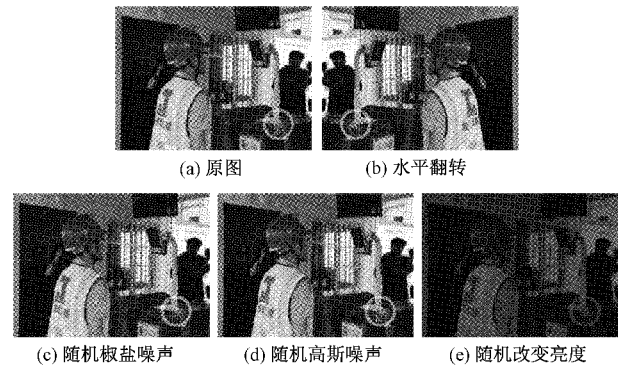 (a) 原图
(b) 水平翻转
(c) 随机椒盐噪声
(d) 随机高斯噪声
(e) 随机改变亮度